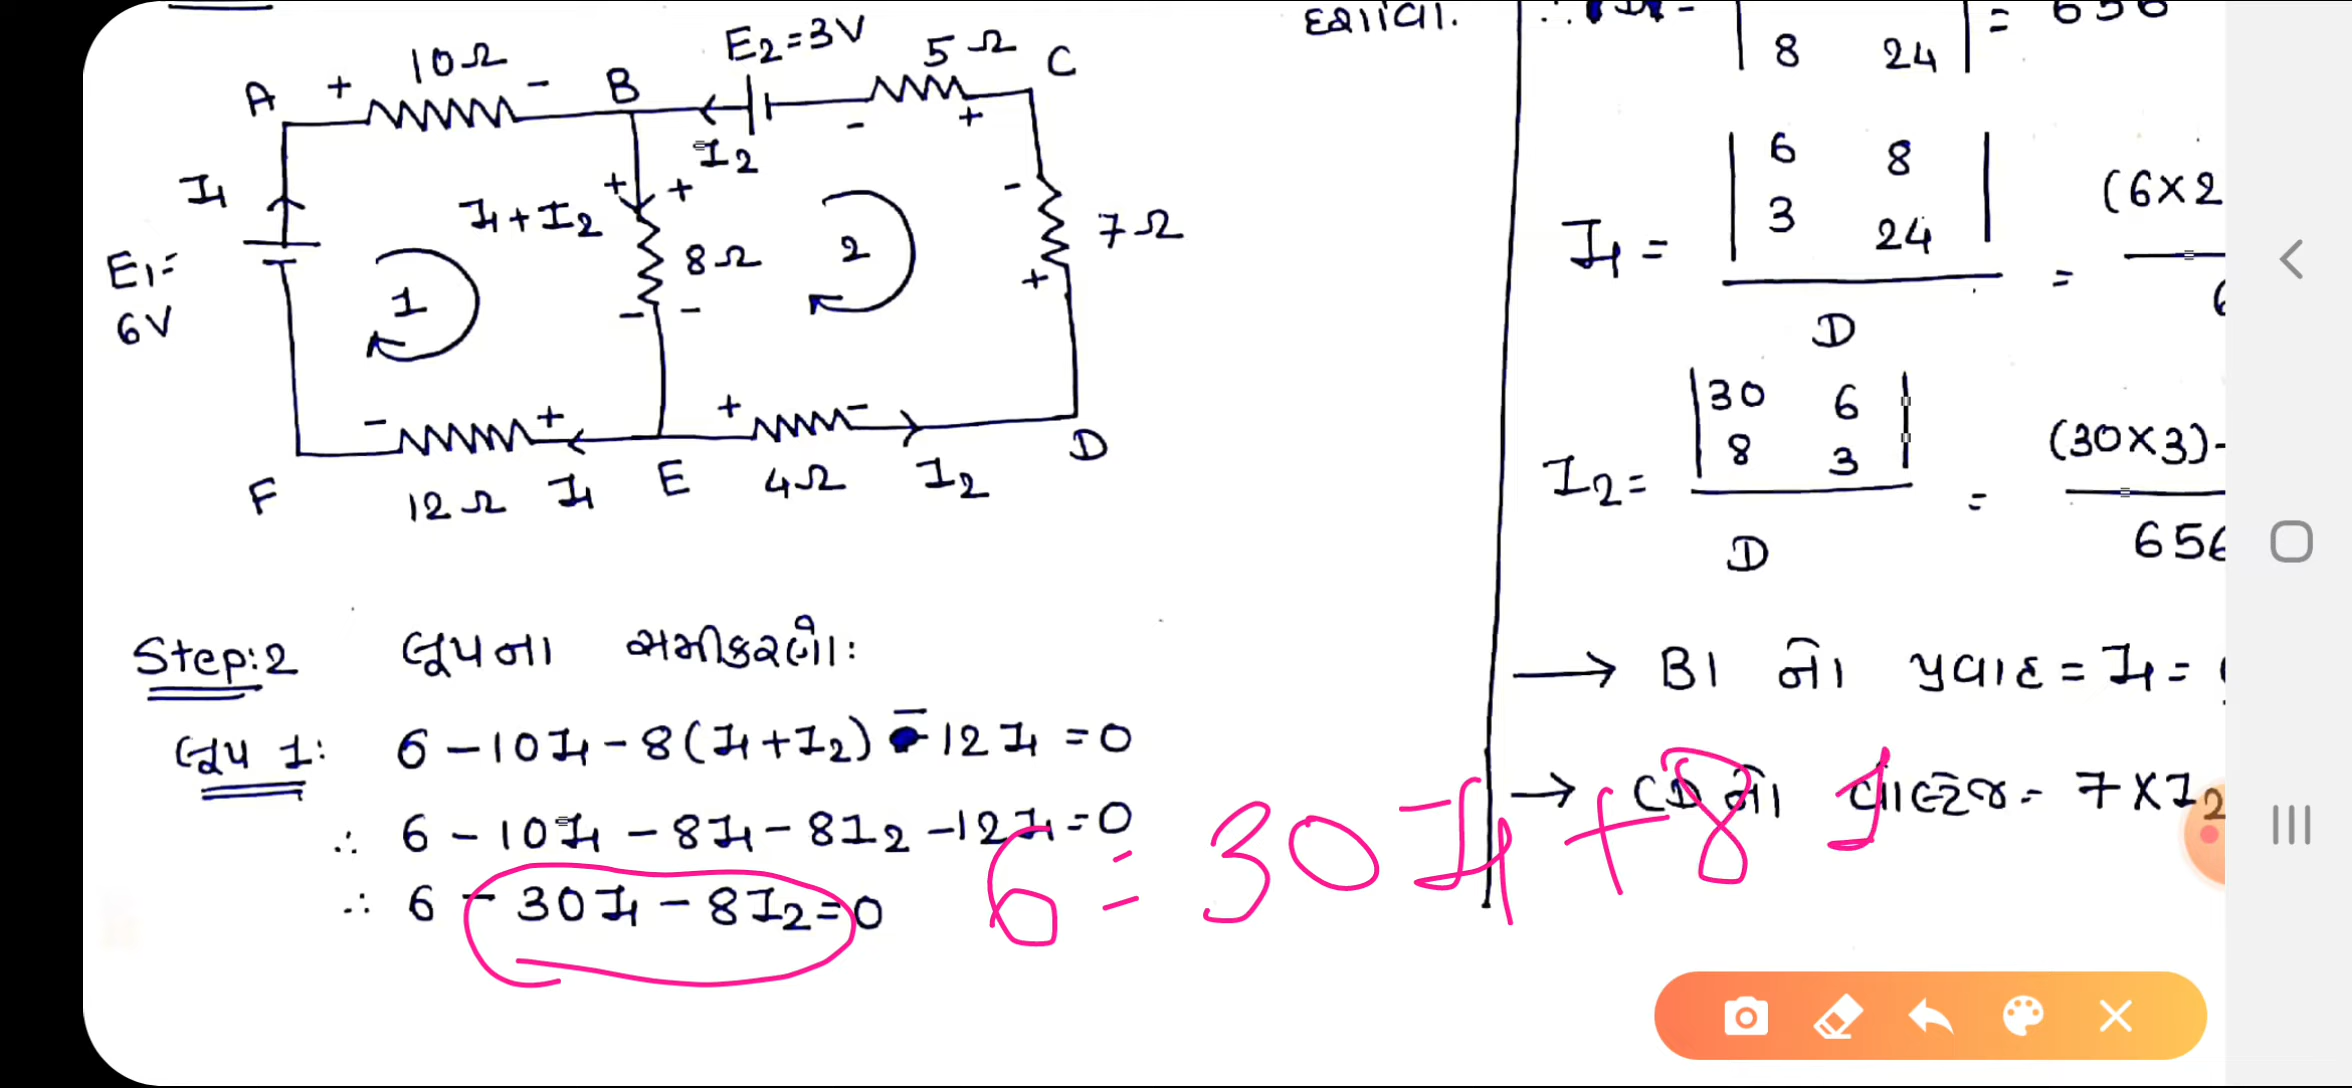 E2=3V
10Ω
5Ω
A + - B C
- +
I2
I1
+ +
-
I1+I2
E1=
6V
1
8Ω
2
7Ω
+
- -
- + + -
F 12Ω I1 E 4Ω I2 D
Step:2 લૂપના સમીકરણો:
લૂપ 1: 6 - 10I1 - 8(I1+I2) - 12I1 = 0
∴ 6 - 10I1 - 8I1 - 8I2 - 12I1 = 0
∴ 6 - 30I1 - 8I2 = 0
6 = 30I1 + 8
દર્શાવો.
8 24 = 656
I1 =
6 8
3 24
D
= (6×2
I2 =
30 6
8 3
D
= (30×3)-
656
→ B1 નો પ્રવાહ = I1 =
→ CD નો વોલ્ટેજ = 7×I2